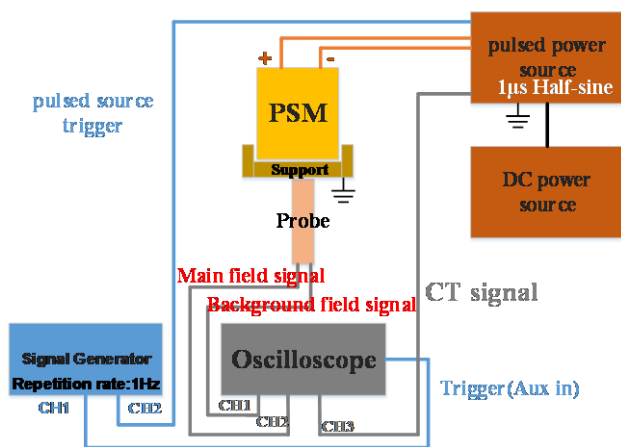 pulsed power
source
1μs Half-sine
+ -
pulsed source
trigger
PSM
Support
DC power
source
Probe
Main field signal
Background field signal
CT signal
Signal Generator
Repetition rate:1Hz
Oscilloscope
Trigger(Aux in)
CH1
CH2
CH1
CH2
CH3